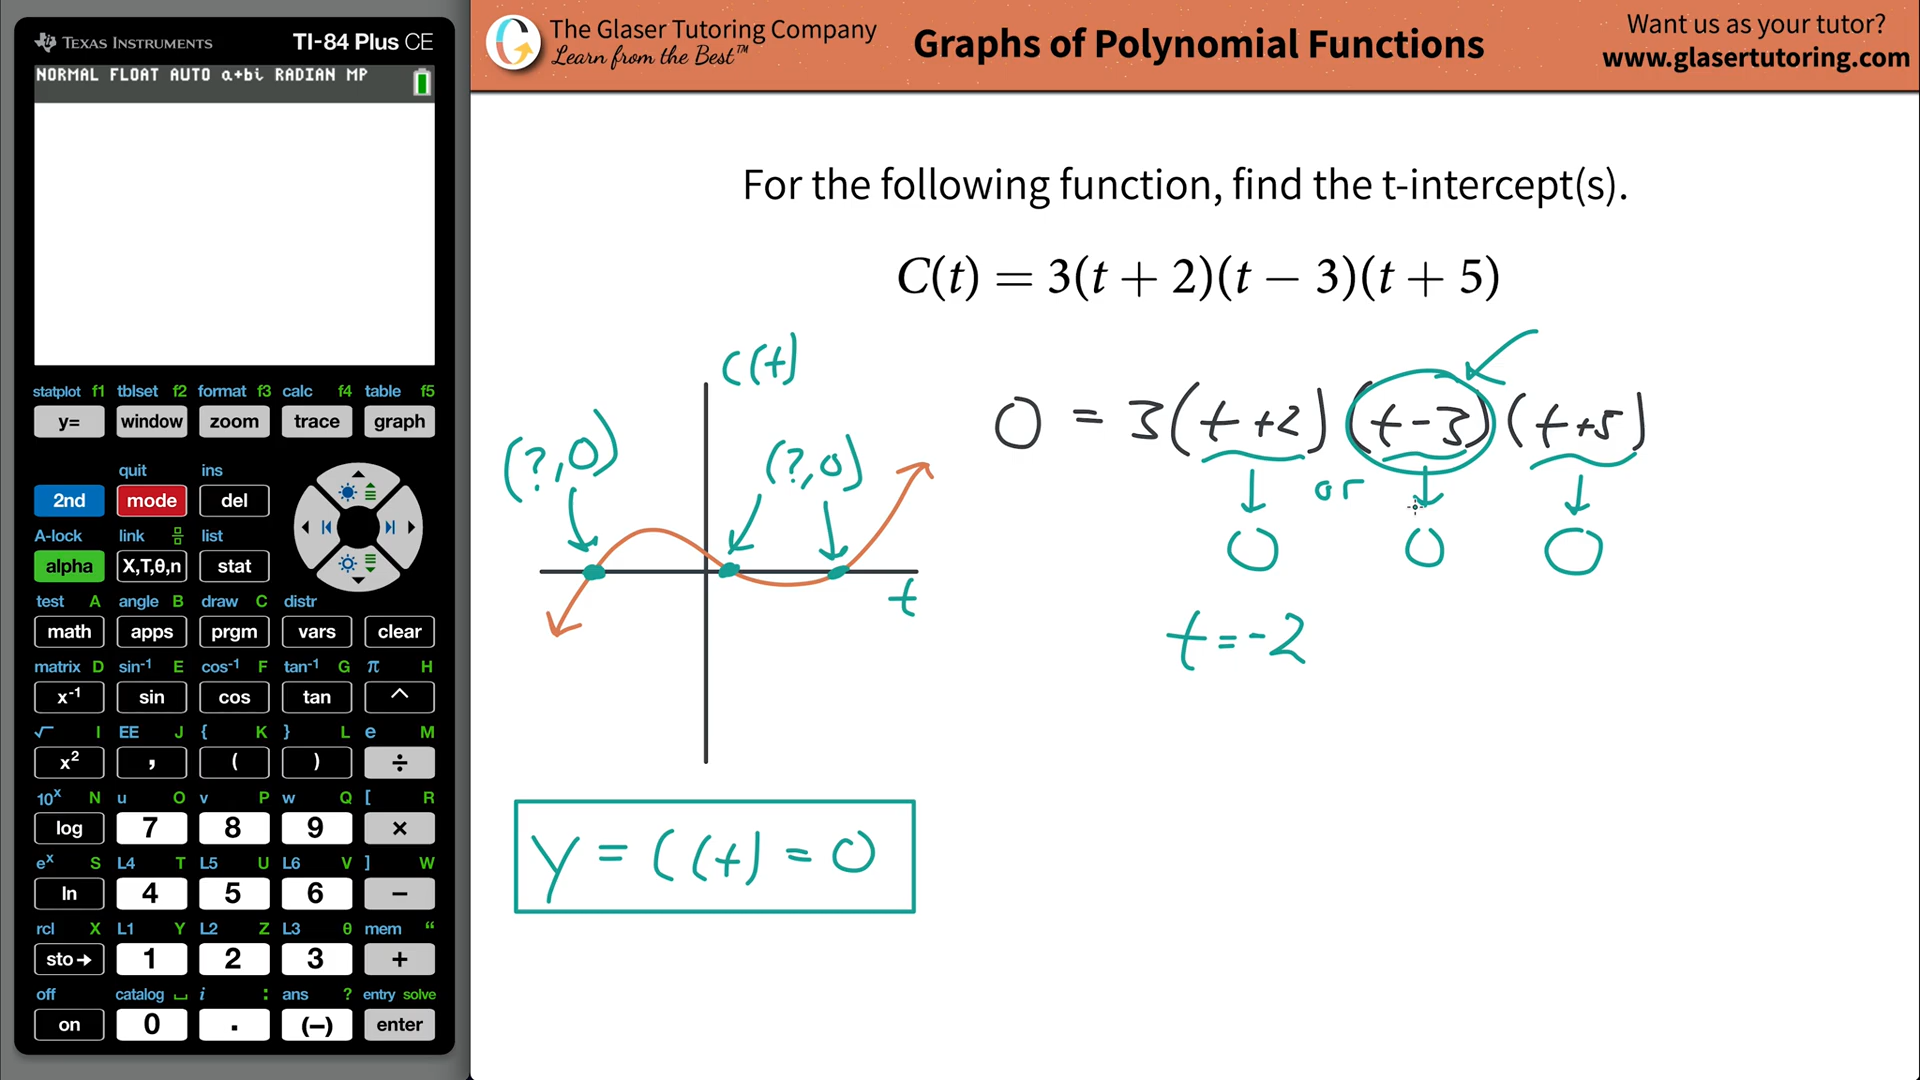 TEXAS INSTRUMENTS TI-84 Plus CE
NORMAL FLOAT AUTO a+bi RADIAN MP
statplot f1 tblset f2 format f3 calc f4 table f5
y= window zoom trace graph
quit ins
2nd mode del
A-lock link list
alpha X,T,θ,n stat
test A angle B draw C distr
math apps prgm vars clear
matrix D sin⁻¹ E cos⁻¹ F tan⁻¹ G π H
x⁻¹ sin cos tan ^
√ I EE J { K } L e M
x² , ( ) ÷
10ˣ N u O v P w Q [ R
log 7 8 9 ×
eˣ S L4 T L5 U L6 V ] W
ln 4 5 6 −
rcl X L1 Y L2 Z L3 θ mem "
sto→ 1 2 3 +
off catalog ⎵ i : ans ? entry solve
on 0 . (−) enter
The Glaser Tutoring Company
Learn from the Best™
Graphs of Polynomial Functions
Want us as your tutor?
www.glasertutoring.com
For the following function, find the t-intercept(s).
C(t) = 3(t + 2)(t − 3)(t + 5)
C(t)
(?,0) (?,0)
t
0 = 3(t+2)(t-3)(t+5)
or
0 0 0
t=-2
y = C(t) = 0